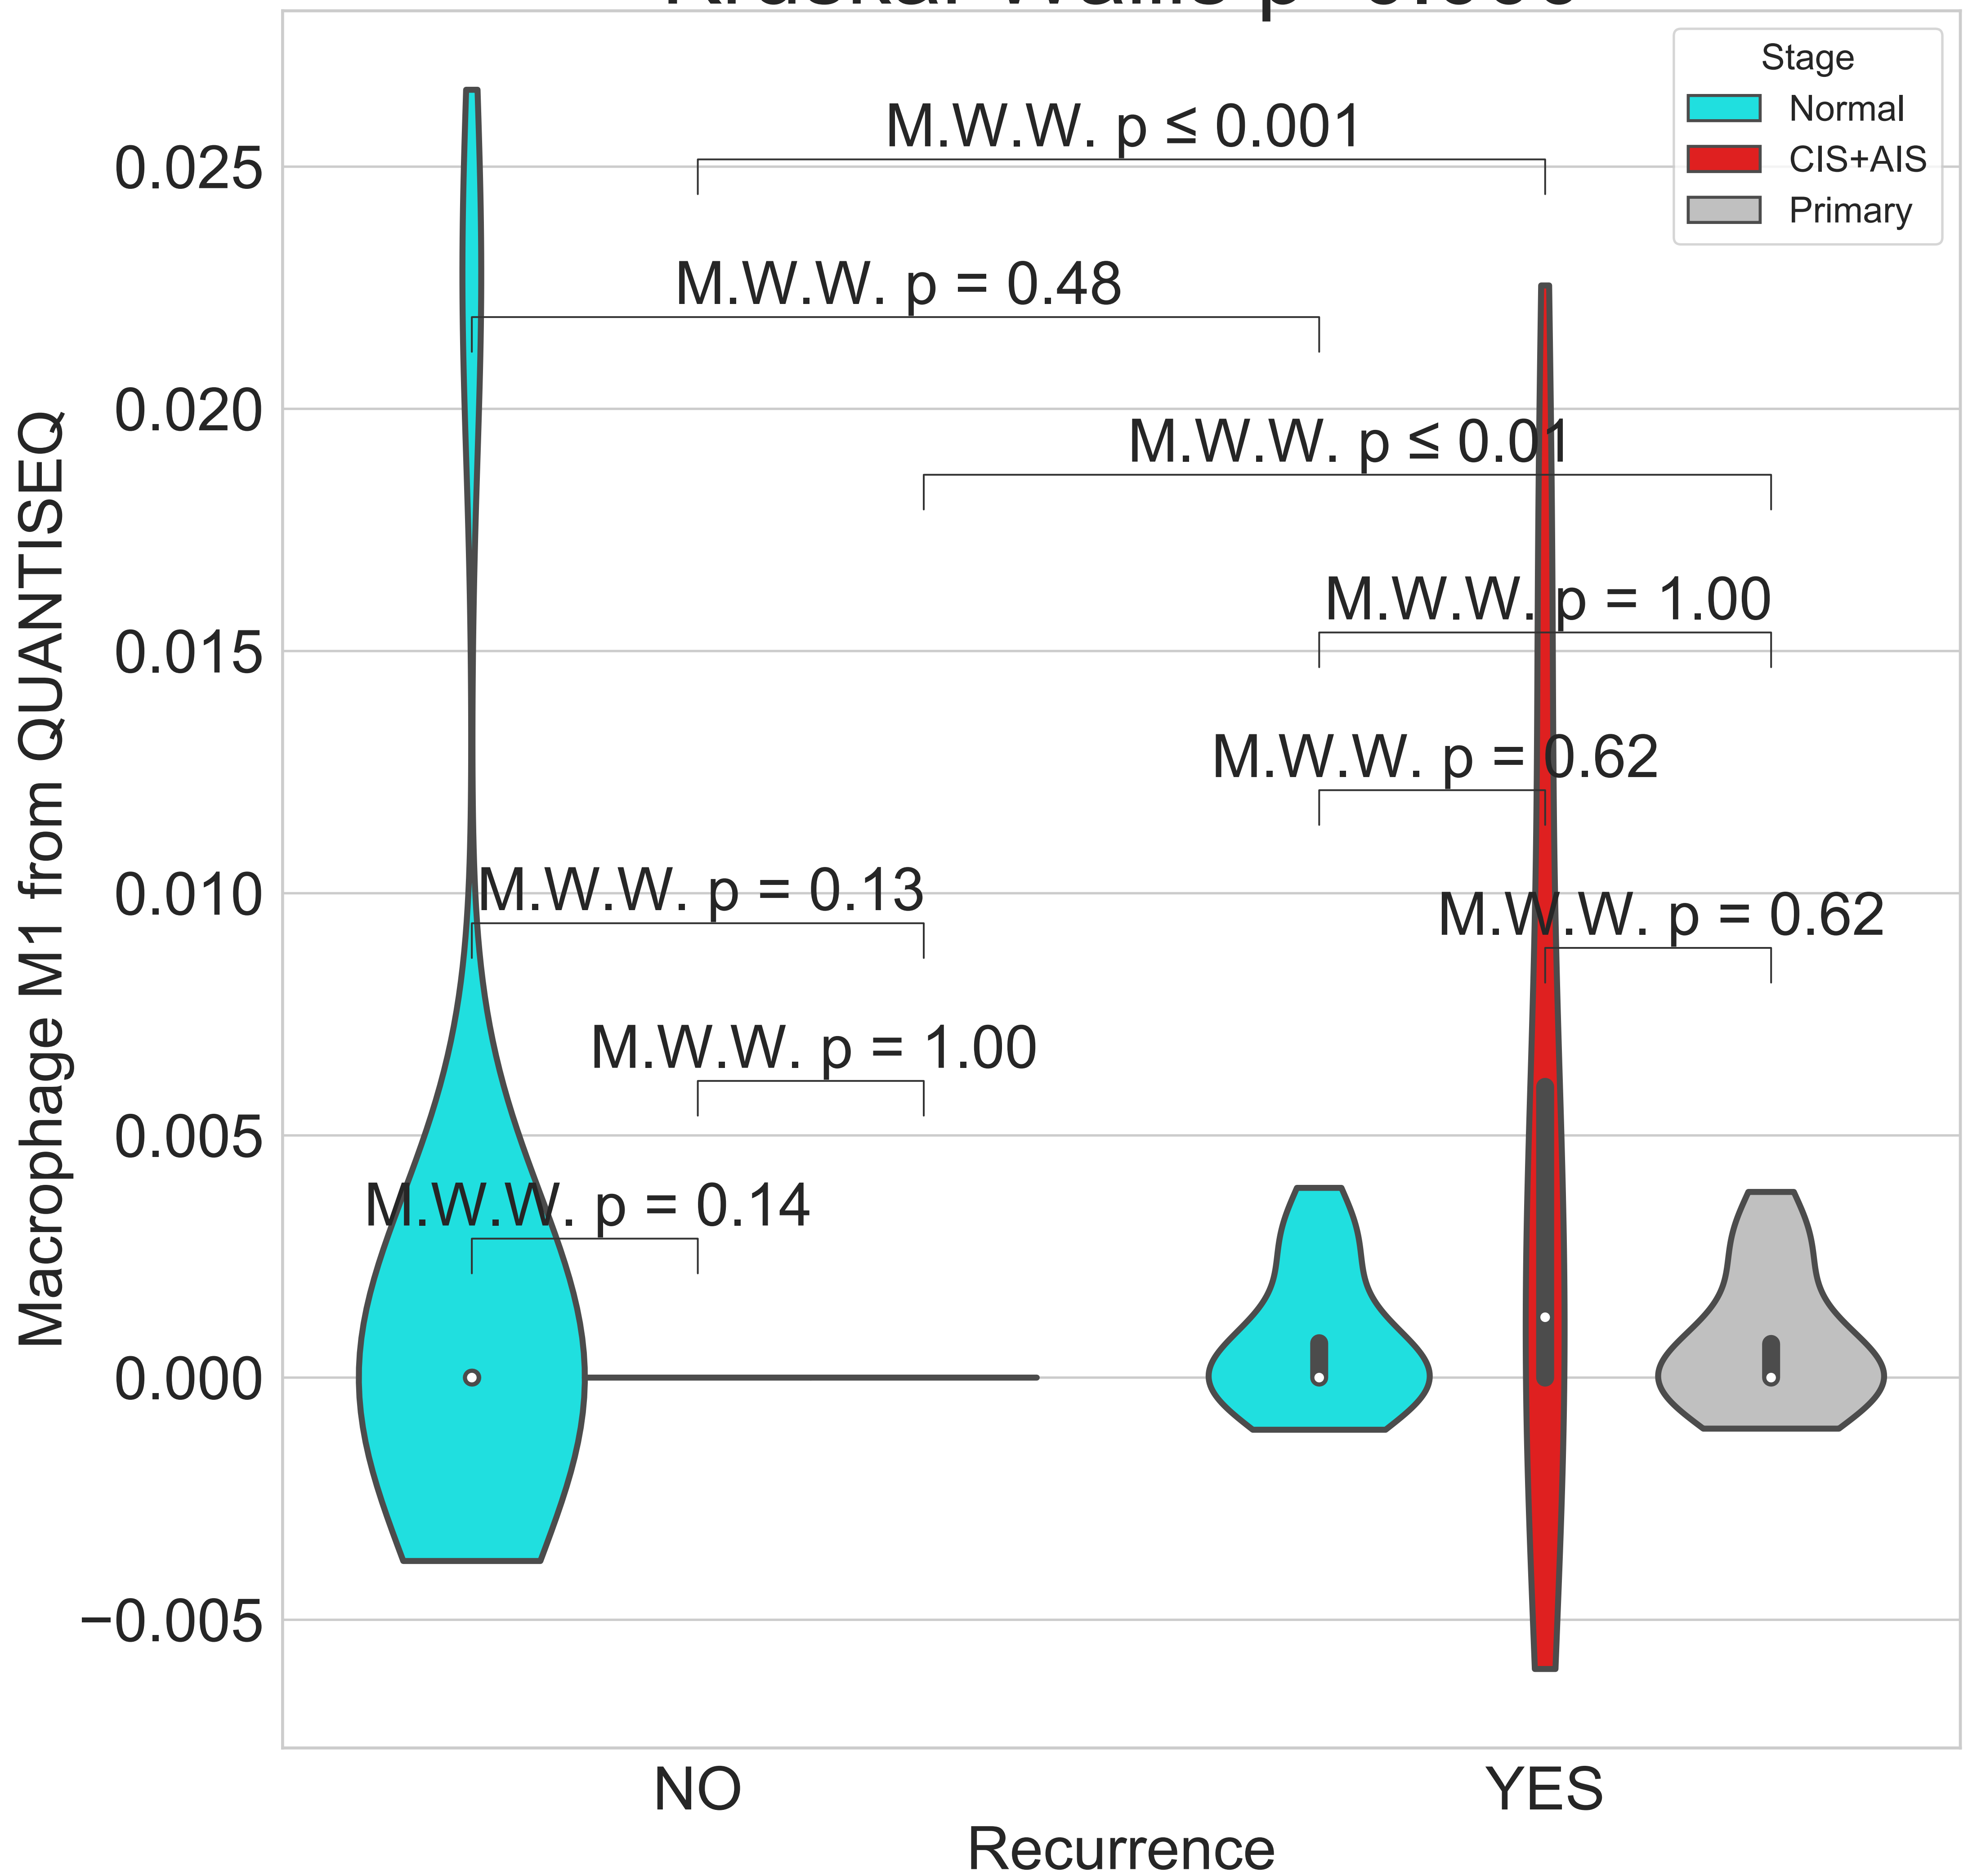 Stage
Normal
CIS+AIS
Primary
M.W.W. p ≤ 0.001
M.W.W. p = 0.48
M.W.W. p ≤ 0.01
M.W.W. p = 1.00
M.W.W. p = 0.62
M.W.W. p = 0.13
M.W.W. p = 0.62
M.W.W. p = 1.00
M.W.W. p = 0.14
0.025
0.020
0.015
0.010
0.005
0.000
−0.005
Macrophage M1 from QUANTISEQ
NO
YES
Recurrence